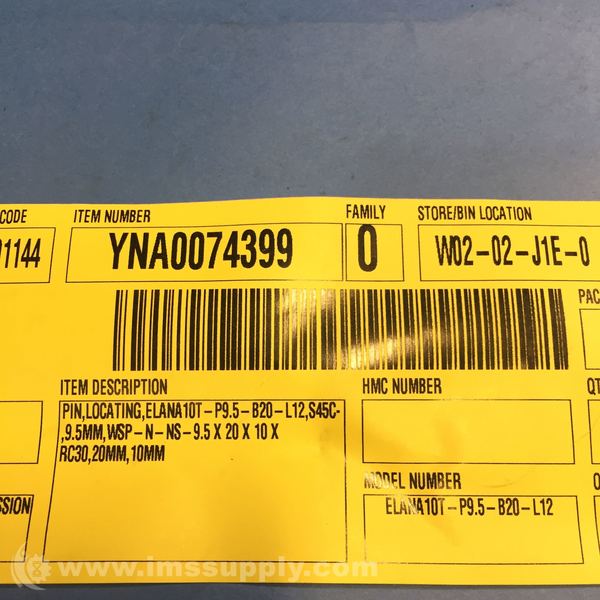 CODE ITEM NUMBER FAMILY STORE/BIN LOCATION
1144 YNA0074399 0 W02-02-J1E-0
PAC
ITEM DESCRIPTION HMC NUMBER QT
PIN,LOCATING,ELANA10T-P9.5-B20-L12,S45C-
,9.5MM,WSP-N-NS-9.5 X 20 X 10 X
RC30,20MM,10MM
MODEL NUMBER
SSION ELANA10T-P9.5-B20-L12
www.imssupply.com